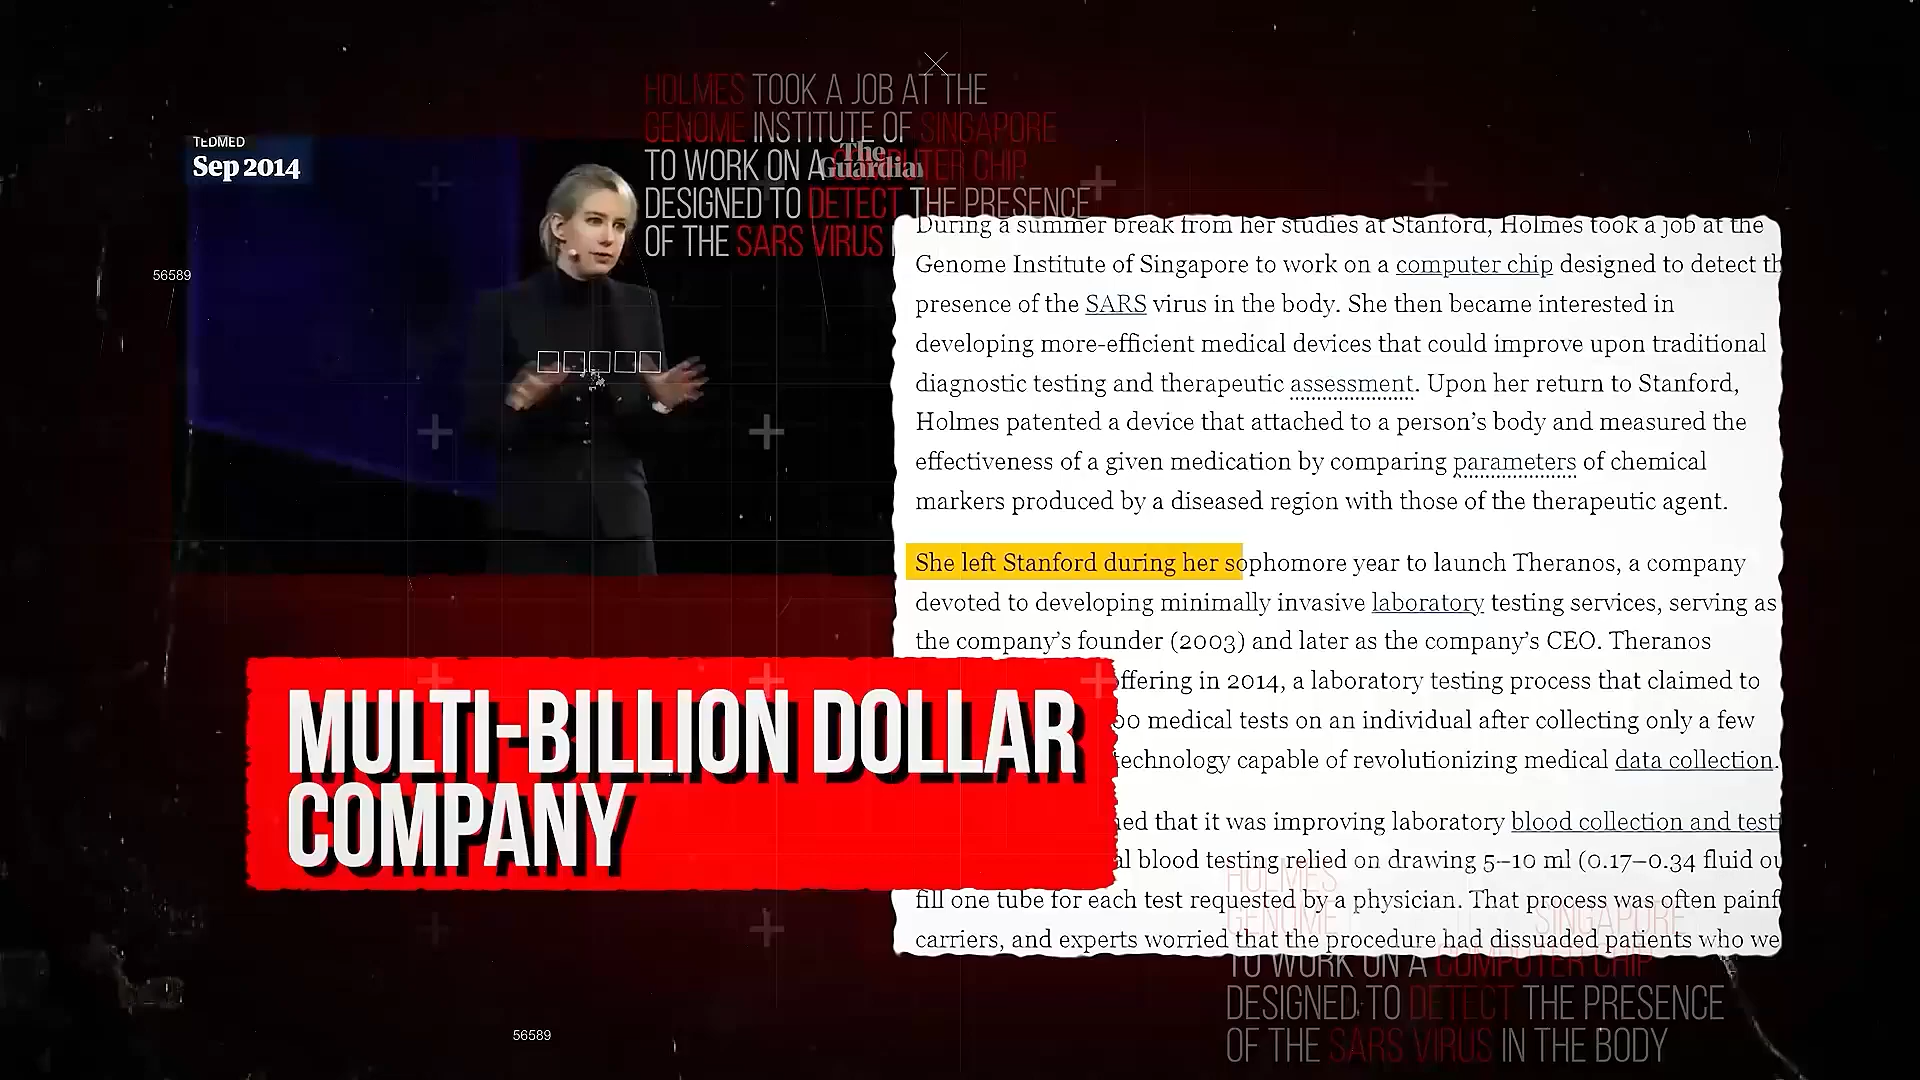 HOLMES TOOK A JOB AT THE
GENOME INSTITUTE OF SINGAPORE
TO WORK ON A COMPUTER CHIP
DESIGNED TO DETECT THE PRESENCE
OF THE SARS VIRUS
TEDMED
Sep 2014
The
Guardian
56589
During a summer break from her studies at Stanford, Holmes took a job at the
Genome Institute of Singapore to work on a computer chip designed to detect th
presence of the SARS virus in the body. She then became interested in
developing more-efficient medical devices that could improve upon traditional
diagnostic testing and therapeutic assessment. Upon her return to Stanford,
Holmes patented a device that attached to a person's body and measured the
effectiveness of a given medication by comparing parameters of chemical
markers produced by a diseased region with those of the therapeutic agent.
She left Stanford during her sophomore year to launch Theranos, a company
devoted to developing minimally invasive laboratory testing services, serving as
the company's founder (2003) and later as the company's CEO. Theranos
ffering in 2014, a laboratory testing process that claimed to
00 medical tests on an individual after collecting only a few
echnology capable of revolutionizing medical data collection.
ed that it was improving laboratory blood collection and testi
al blood testing relied on drawing 5–10 ml (0.17–0.34 fluid ou
fill one tube for each test requested by a physician. That process was often painf
carriers, and experts worried that the procedure had dissuaded patients who we
MULTI-BILLION DOLLAR
COMPANY
HOLMES
GENOME SINGAPORE
TO WORK ON A COMPUTER CHIP
DESIGNED TO DETECT THE PRESENCE
OF THE SARS VIRUS IN THE BODY
56589